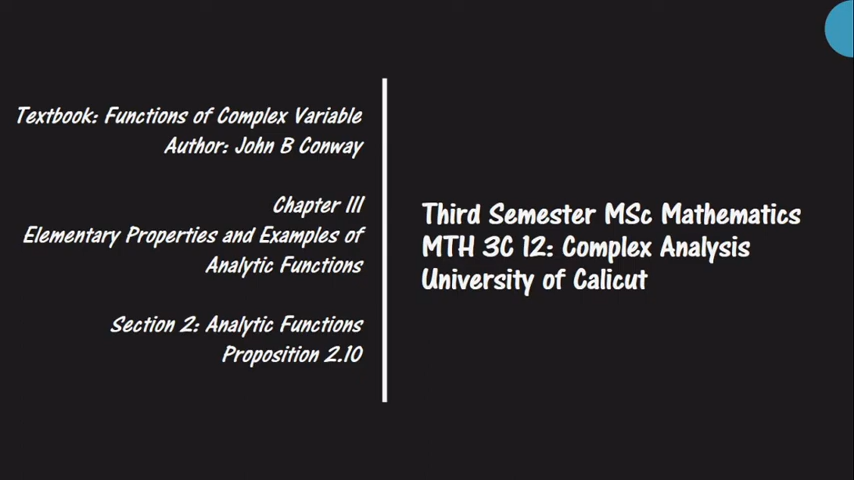 Textbook: Functions of Complex Variable
Author: John B Conway
Chapter III
Elementary Properties and Examples of
Analytic Functions
Section 2: Analytic Functions
Proposition 2.10
Third Semester MSc Mathematics
MTH 3C 12: Complex Analysis
University of Calicut